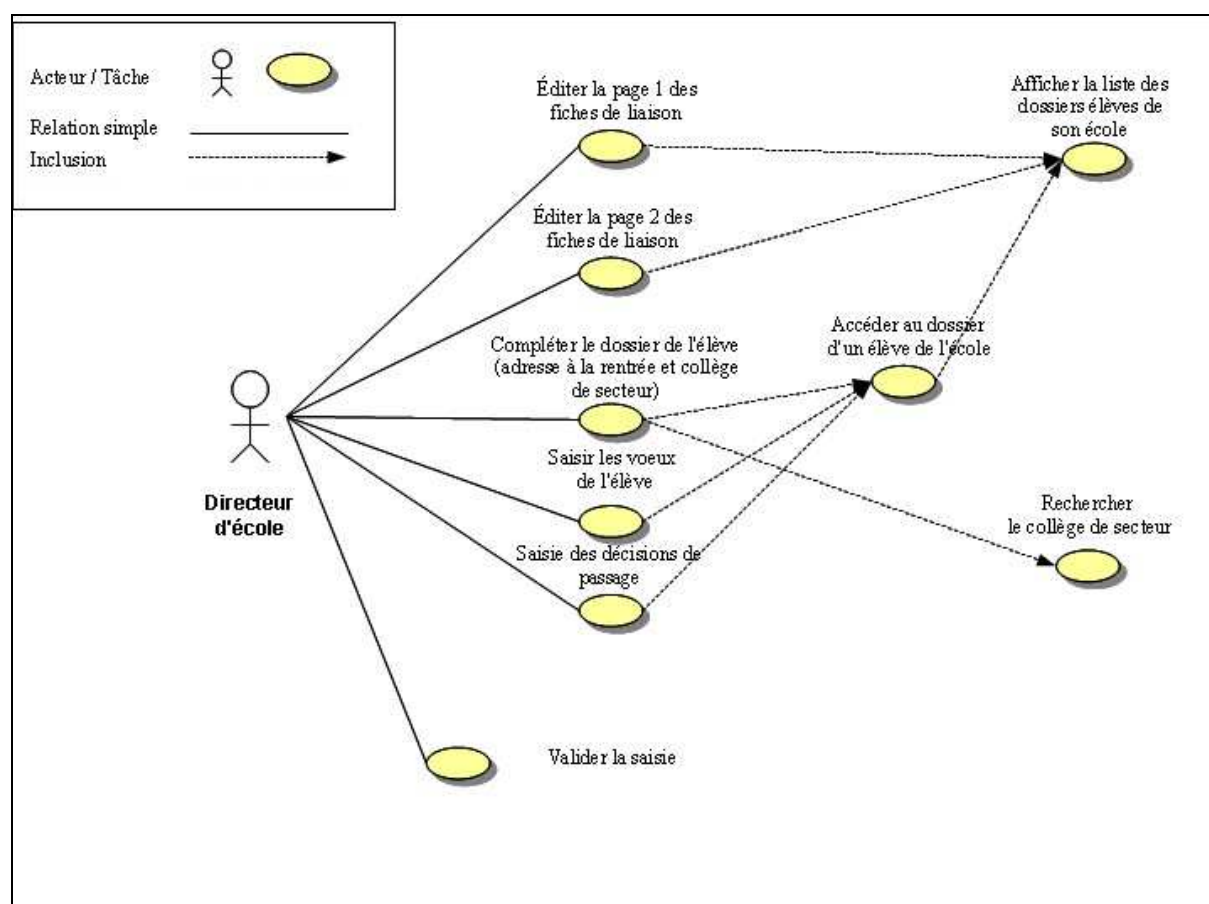 Acteur / Tâche
Relation simple
Inclusion
Éditer la page 1 des
fiches de liaison
Afficher la liste des
dossiers élèves de
son école
Éditer la page 2 des
fiches de liaison
Compléter le dossier de l'élève
(adresse à la rentrée et collège
de secteur)
Accéder au dossier
d'un élève de l'école
Saisir les voeux
de l'élève
Directeur
d'école
Rechercher
le collège de secteur
Saisie des décisions de
passage
Valider la saisie